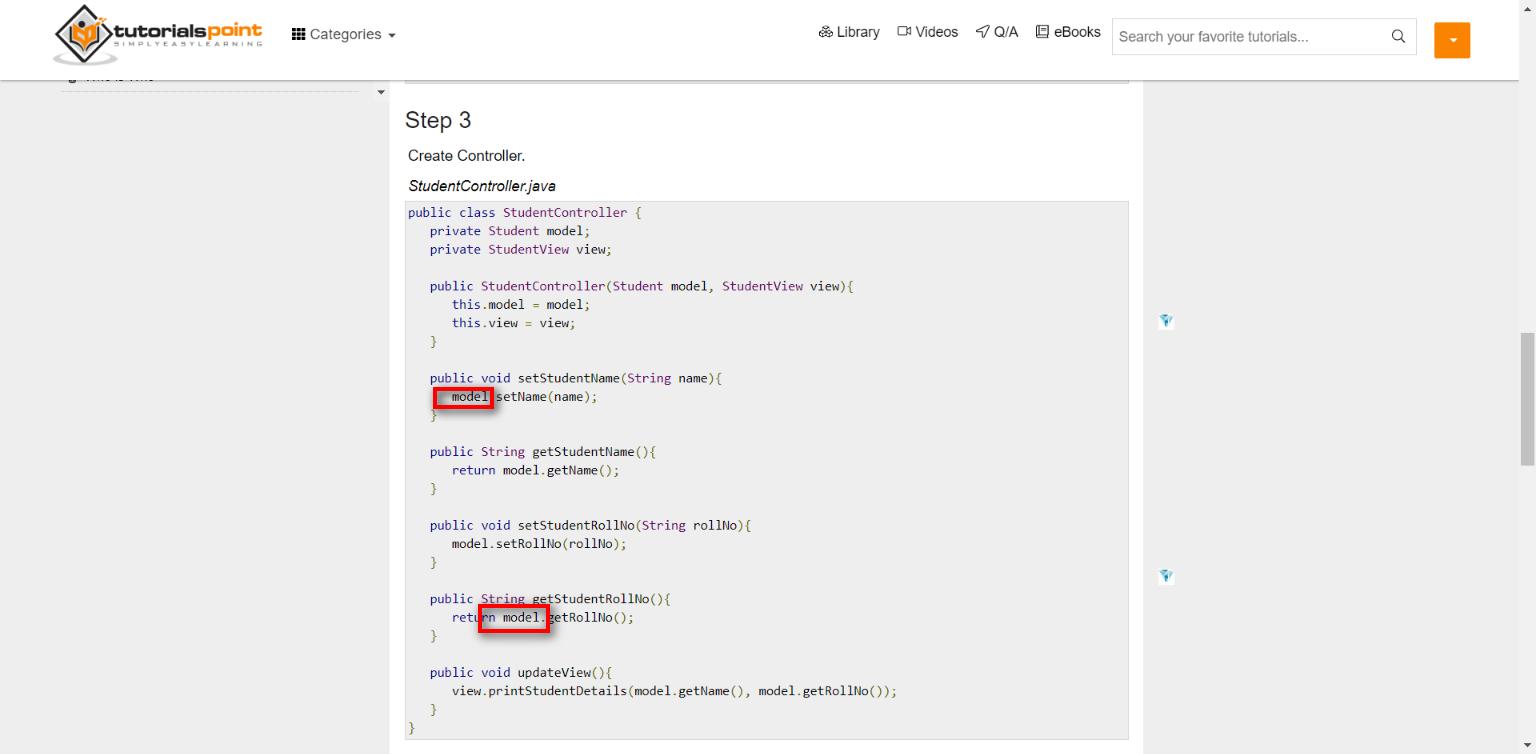 tutorialspoint
SIMPLYEASYLEARNING
Categories
Library
Videos
Q/A
eBooks
Search your favorite tutorials...
Who is Who
Step 3
Create Controller.
StudentController.java
public class StudentController {
private Student model;
private StudentView view;
public StudentController(Student model, StudentView view){
this.model = model;
this.view = view;
}
public void setStudentName(String name){
model.setName(name);
}
public String getStudentName(){
return model.getName();
}
public void setStudentRollNo(String rollNo){
model.setRollNo(rollNo);
}
public String getStudentRollNo(){
return model.getRollNo();
}
public void updateView(){
view.printStudentDetails(model.getName(), model.getRollNo());
}
}